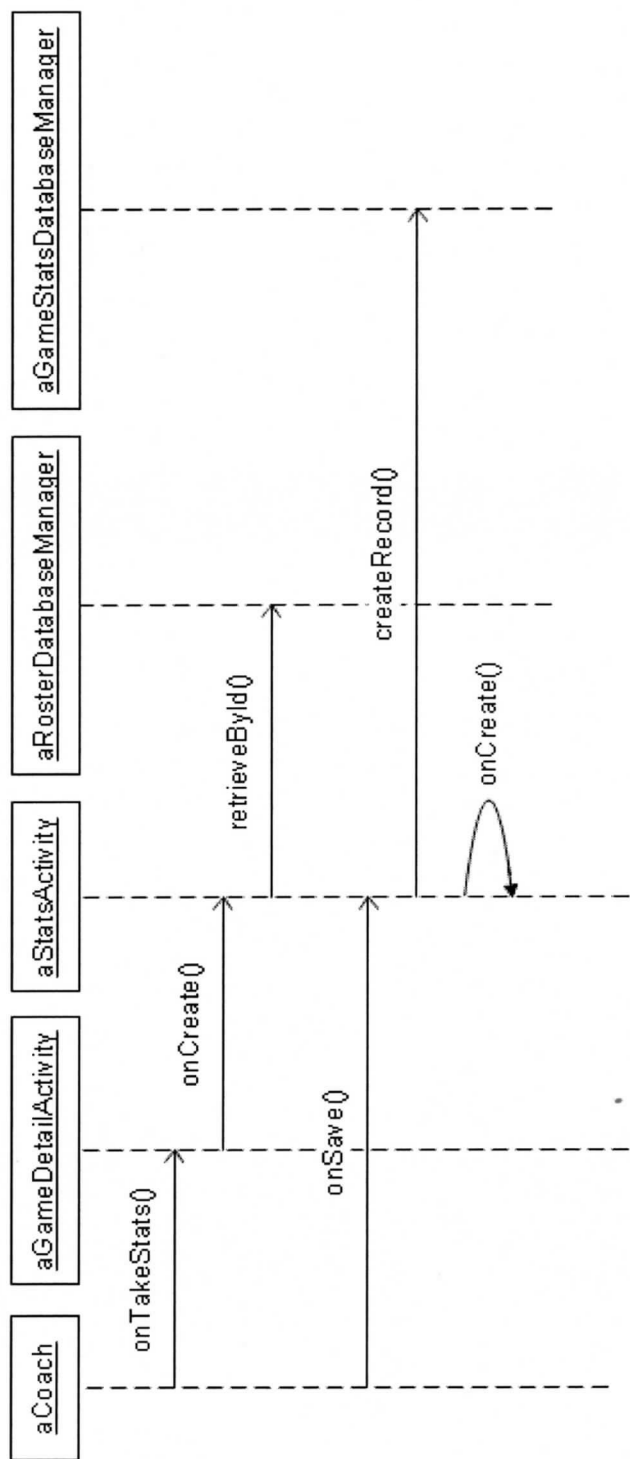 aCoach
aGameDetailActivity
aStatsActivity
aRosterDatabaseManager
aGameStatsDatabaseManager
onTakeStats()
onCreate()
retrieveById()
onSave()
createRecord()
onCreate()